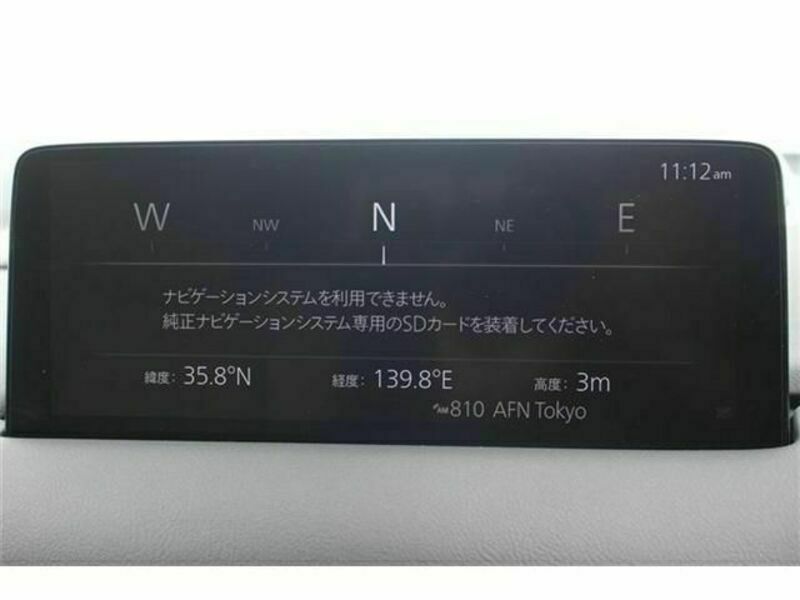 11:12am
W NW N NE E
ナビゲーションシステムを利用できません。
純正ナビゲーションシステム専用のSDカードを装着してください。
緯度: 35.8°N 経度: 139.8°E 高度: 3m
AM 810 AFN Tokyo